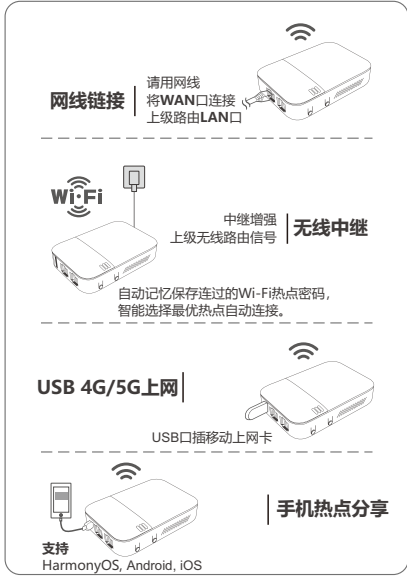 网线链接
请用网线
将WAN口连接
上级路由LAN口
Wi-Fi
中继增强
上级无线路由信号
无线中继
自动记忆保存连过的Wi-Fi热点密码，
智能选择最优热点自动连接。
USB 4G/5G上网
USB口插移动上网卡
手机热点分享
支持
HarmonyOS, Android, iOS